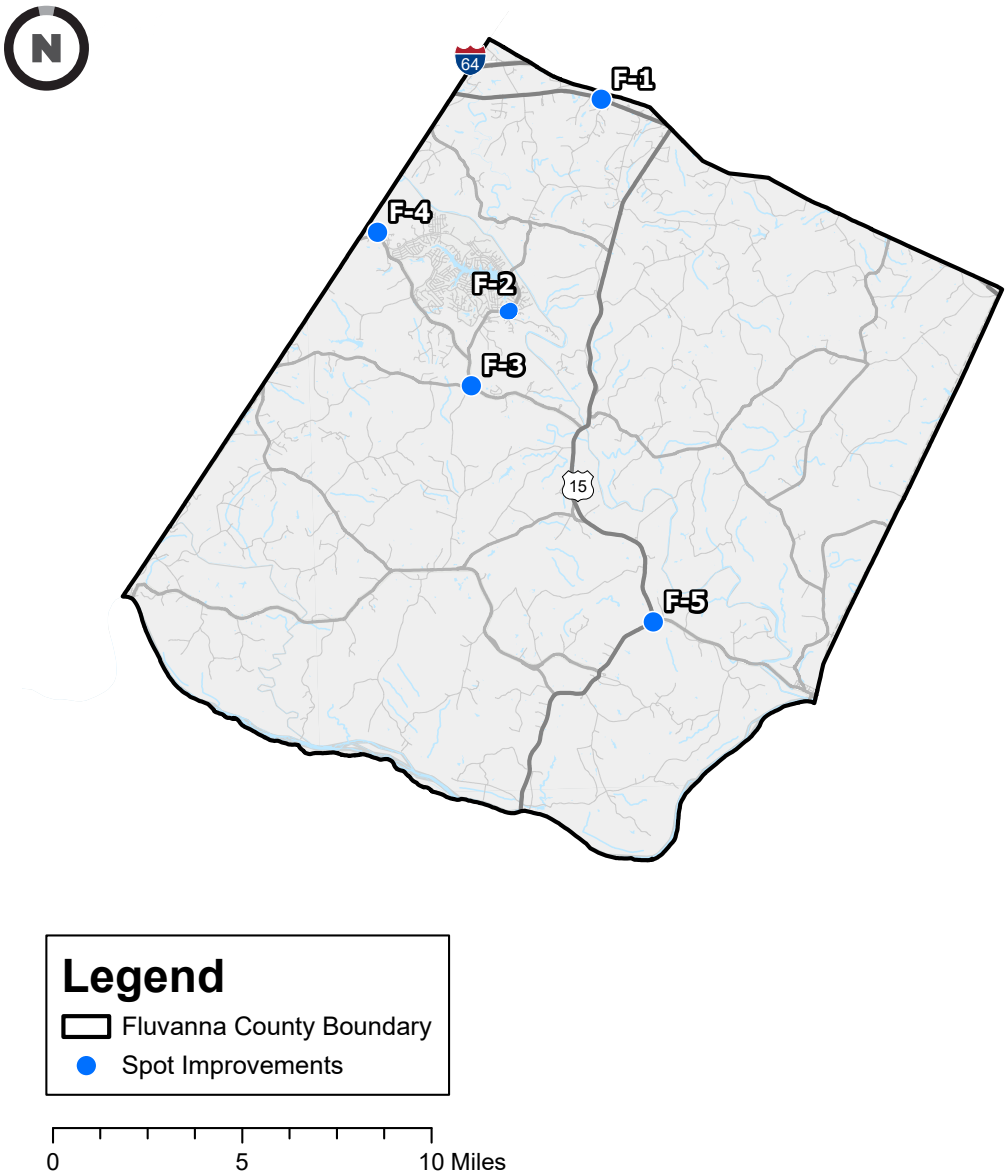 N
64
F-1
F-4
F-2
F-3
15
F-5
Legend
Fluvanna County Boundary
Spot Improvements
0 5 10 Miles